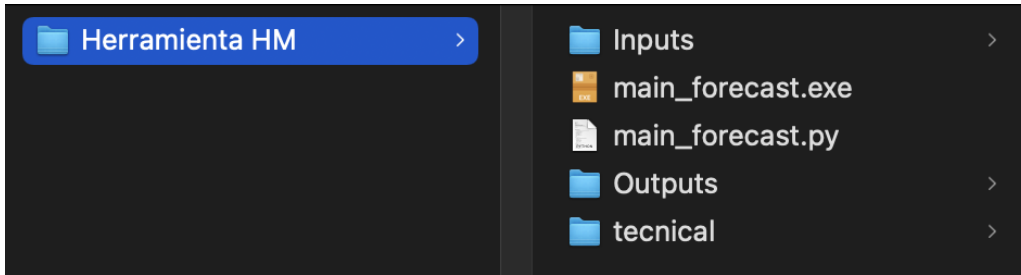 Herramienta HM
Inputs
main_forecast.exe
main_forecast.py
Outputs
tecnical